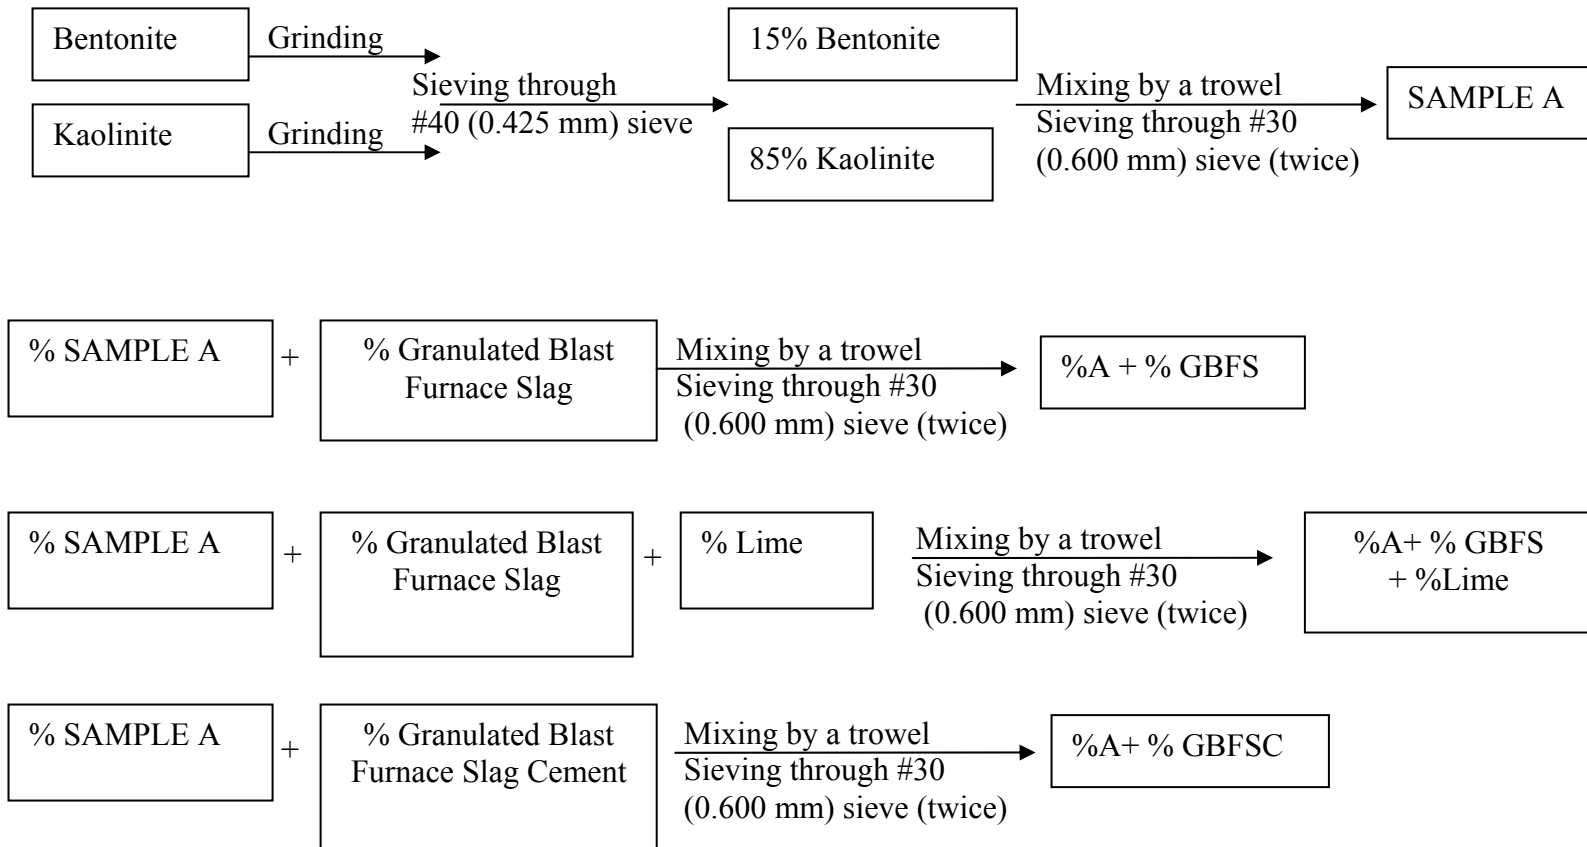 Bentonite
Grinding
Kaolinite
Grinding
Sieving through
#40 (0.425 mm) sieve
15% Bentonite
85% Kaolinite
Mixing by a trowel
Sieving through #30
(0.600 mm) sieve (twice)
SAMPLE A
% SAMPLE A
+
% Granulated Blast
Furnace Slag
Mixing by a trowel
Sieving through #30
(0.600 mm) sieve (twice)
%A + % GBFS
% SAMPLE A
+
% Granulated Blast
Furnace Slag
+
% Lime
Mixing by a trowel
Sieving through #30
(0.600 mm) sieve (twice)
%A+ % GBFS
+ %Lime
% SAMPLE A
+
% Granulated Blast
Furnace Slag Cement
Mixing by a trowel
Sieving through #30
(0.600 mm) sieve (twice)
%A+ % GBFSC